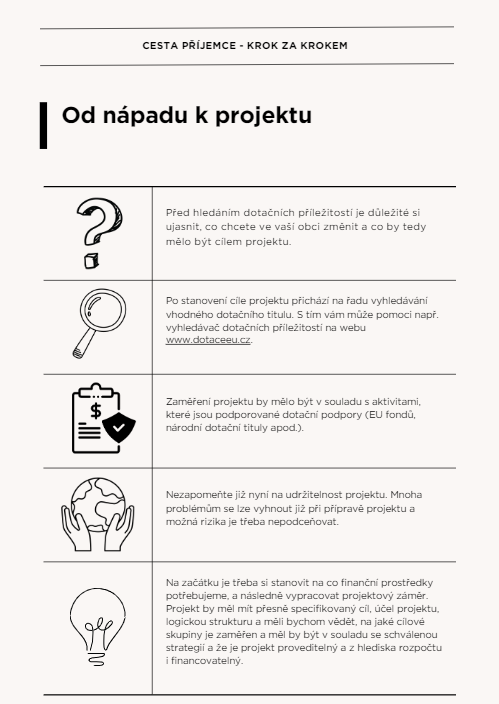 CESTA PŘÍJEMCE - KROK ZA KROKEM
Od nápadu k projektu
Před hledáním dotačních příležitostí je důležité si
ujasnit, co chcete ve vaší obci změnit a co by tedy
mělo být cílem projektu.
Po stanovení cíle projektu přichází na řadu vyhledávání
vhodného dotačního titulu. S tím vám může pomoci např.
vyhledávač dotačních příležitostí na webu
www.dotaceeu.cz.
$
Zaměření projektu by mělo být v souladu s aktivitami,
které jsou podporované dotační podpory (EU fondů,
národní dotační tituly apod.).
Nezapomeňte již nyní na udržitelnost projektu. Mnoha
problémům se lze vyhnout již při přípravě projektu a
možná rizika je třeba nepodceňovat.
Na začátku je třeba si stanovit na co finanční prostředky
potřebujeme, a následně vypracovat projektový záměr.
Projekt by měl mít přesně specifikovaný cíl, účel projektu,
logickou strukturu a měli bychom vědět, na jaké cílové
skupiny je zaměřen a měl by být v souladu se schválenou
strategií a že je projekt proveditelný a z hlediska rozpočtu
i financovatelný.